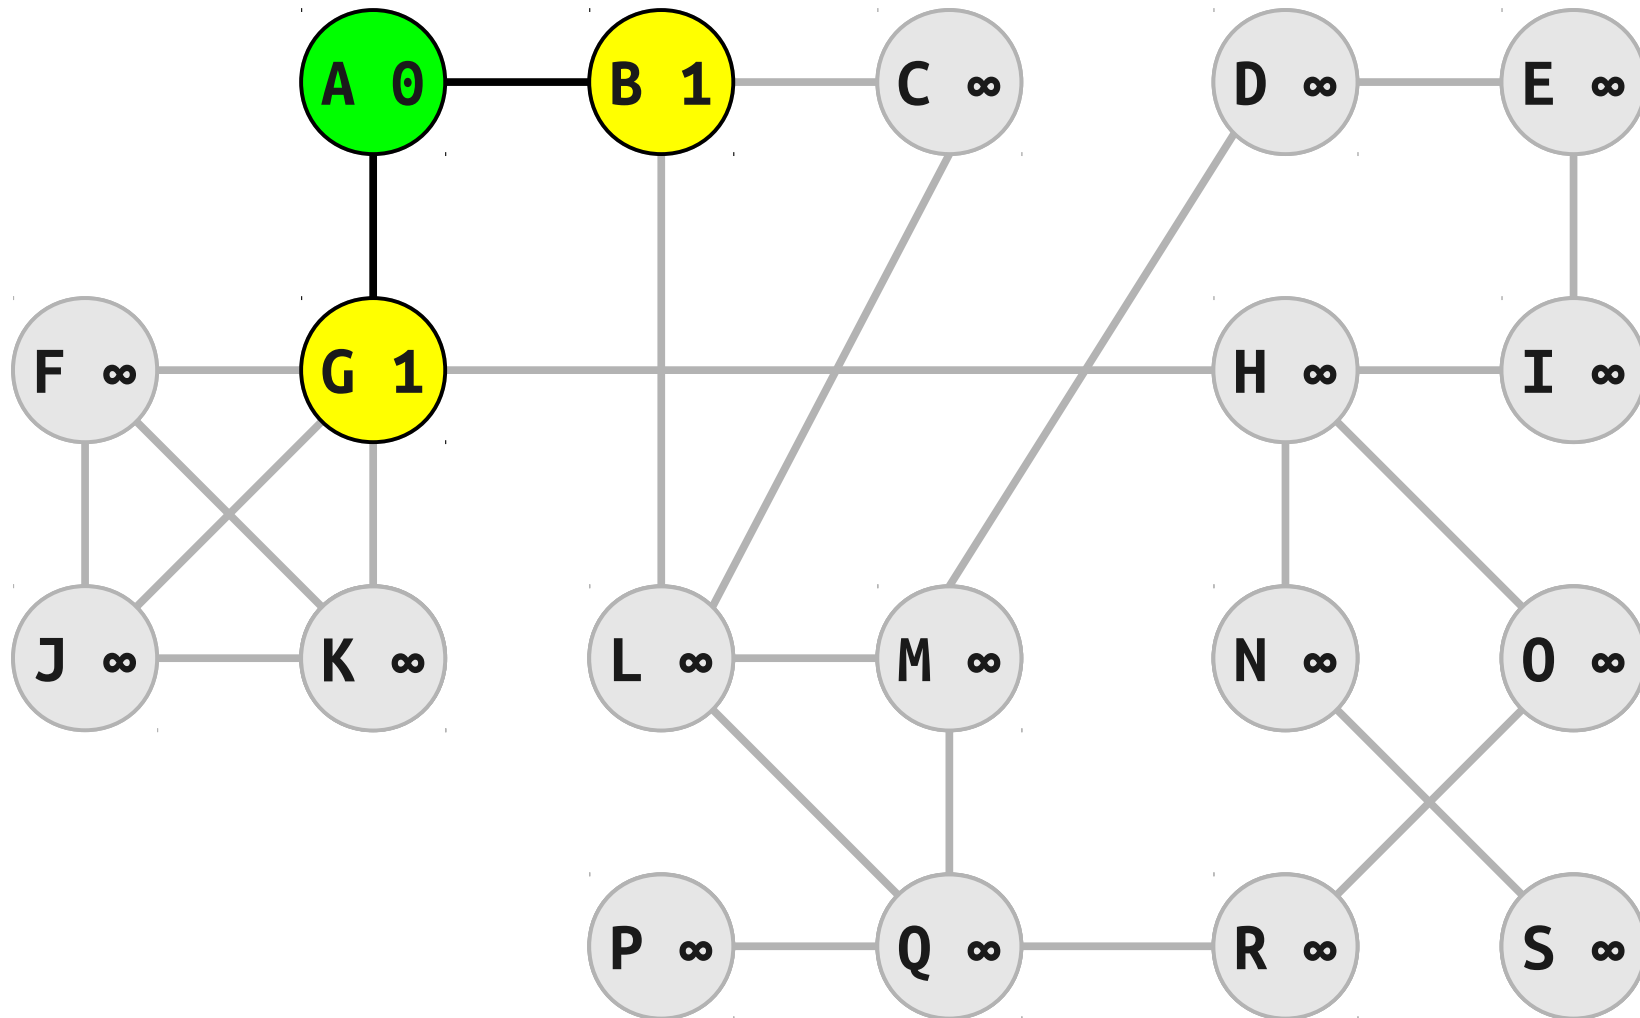 A 0 B 1 C ∞ D ∞ E ∞
F ∞ G 1 H ∞ I ∞
J ∞ K ∞ L ∞ M ∞ N ∞ O ∞
P ∞ Q ∞ R ∞ S ∞